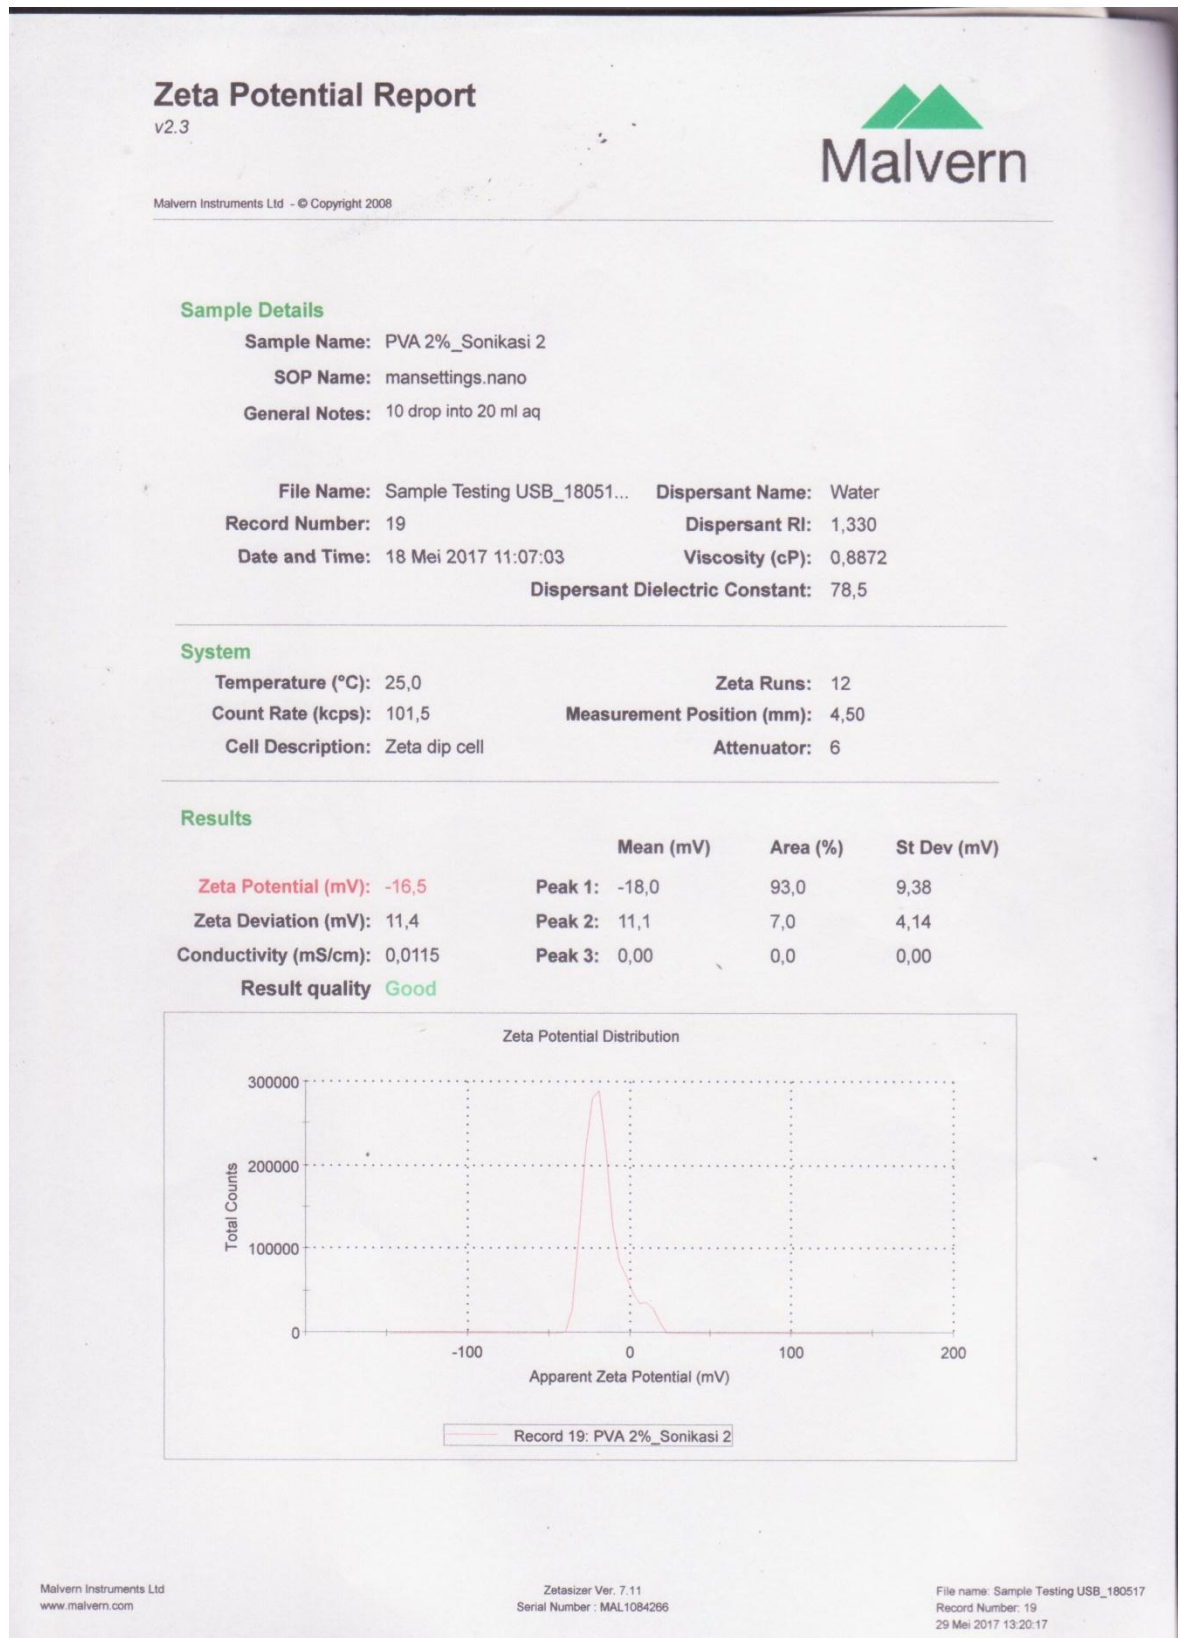 Zeta Potential Report
v2.3
Malvern
Malvern Instruments Ltd - © Copyright 2008
Sample Details
Sample Name: PVA 2%_Sonikasi 2
SOP Name: mansettings.nano
General Notes: 10 drop into 20 ml aq
File Name: Sample Testing USB_18051... Dispersant Name: Water
Record Number: 19 Dispersant RI: 1,330
Date and Time: 18 Mei 2017 11:07:03 Viscosity (cP): 0,8872
Dispersant Dielectric Constant: 78,5
System
Temperature (°C): 25,0 Zeta Runs: 12
Count Rate (kcps): 101,5 Measurement Position (mm): 4,50
Cell Description: Zeta dip cell Attenuator: 6
Results
Mean (mV) Area (%) St Dev (mV)
Zeta Potential (mV): -16,5 Peak 1: -18,0 93,0 9,38
Zeta Deviation (mV): 11,4 Peak 2: 11,1 7,0 4,14
Conductivity (mS/cm): 0,0115 Peak 3: 0,00 0,0 0,00
Result quality Good
Zeta Potential Distribution
300000
200000
100000
0
Total Counts
-100 0 100 200
Apparent Zeta Potential (mV)
Record 19: PVA 2%_Sonikasi 2
Malvern Instruments Ltd
www.malvern.com
Zetasizer Ver. 7.11
Serial Number : MAL1084266
File name: Sample Testing USB_180517
Record Number: 19
29 Mei 2017 13:20:17